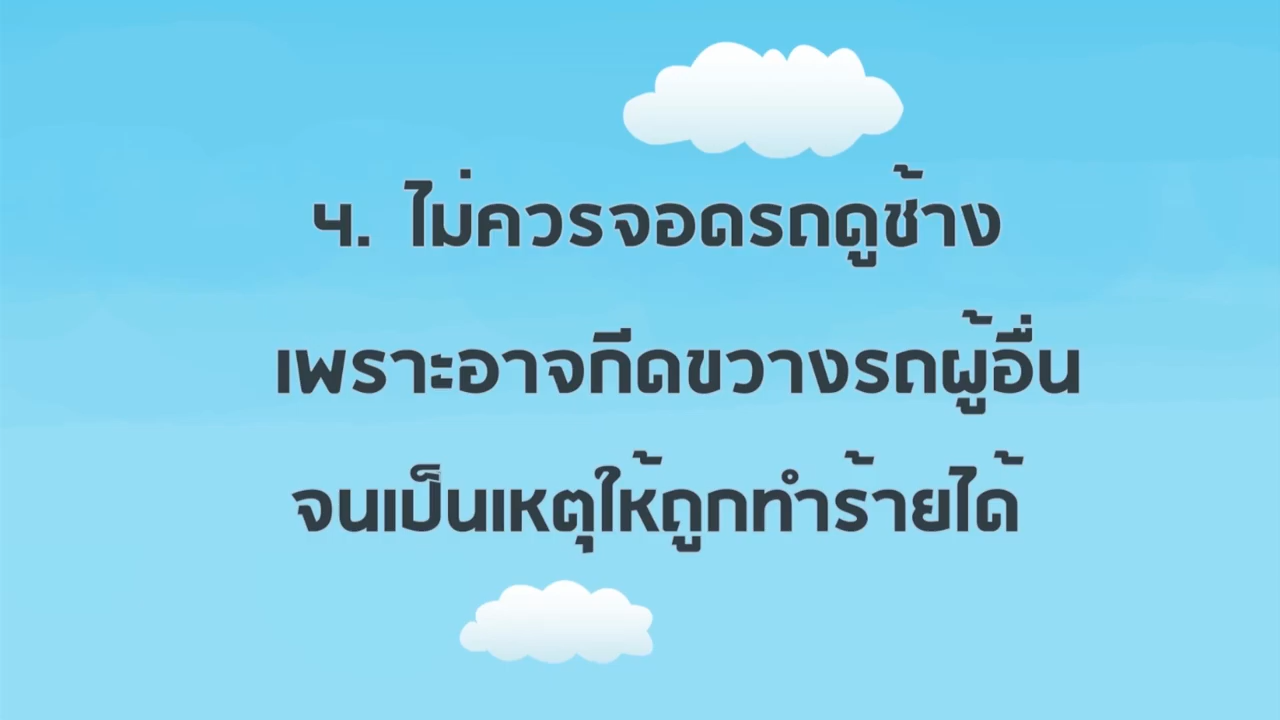 ๖. ไม่ควรจอดรถดูช้าง
เพราะอาจกีดขวางรถผู้อื่น
จนเป็นเหตุให้ถูกทำร้ายได้